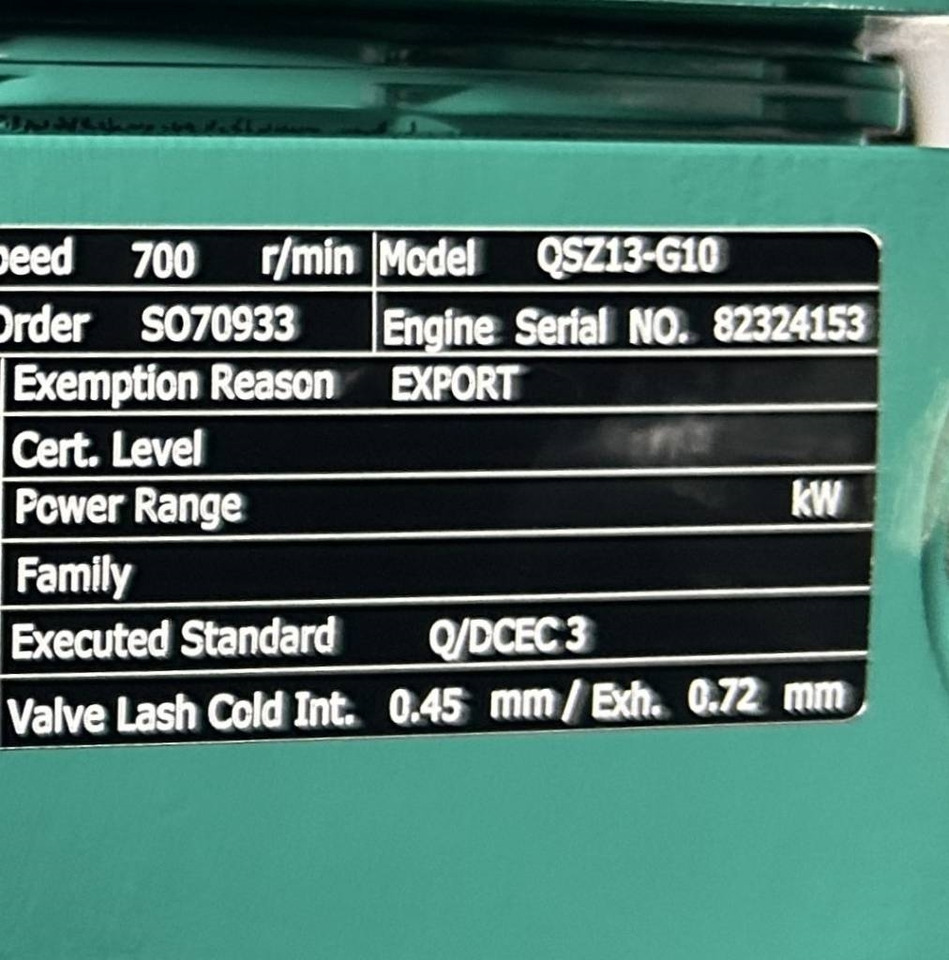 peed 700 r/min Model QSZ13-G10
Order SO70933 Engine Serial NO. 82324153
Exemption Reason EXPORT
Cert. Level
Power Range kW
Family
Executed Standard Q/DCEC 3
Valve Lash Cold Int. 0.45 mm / Exh. 0.72 mm